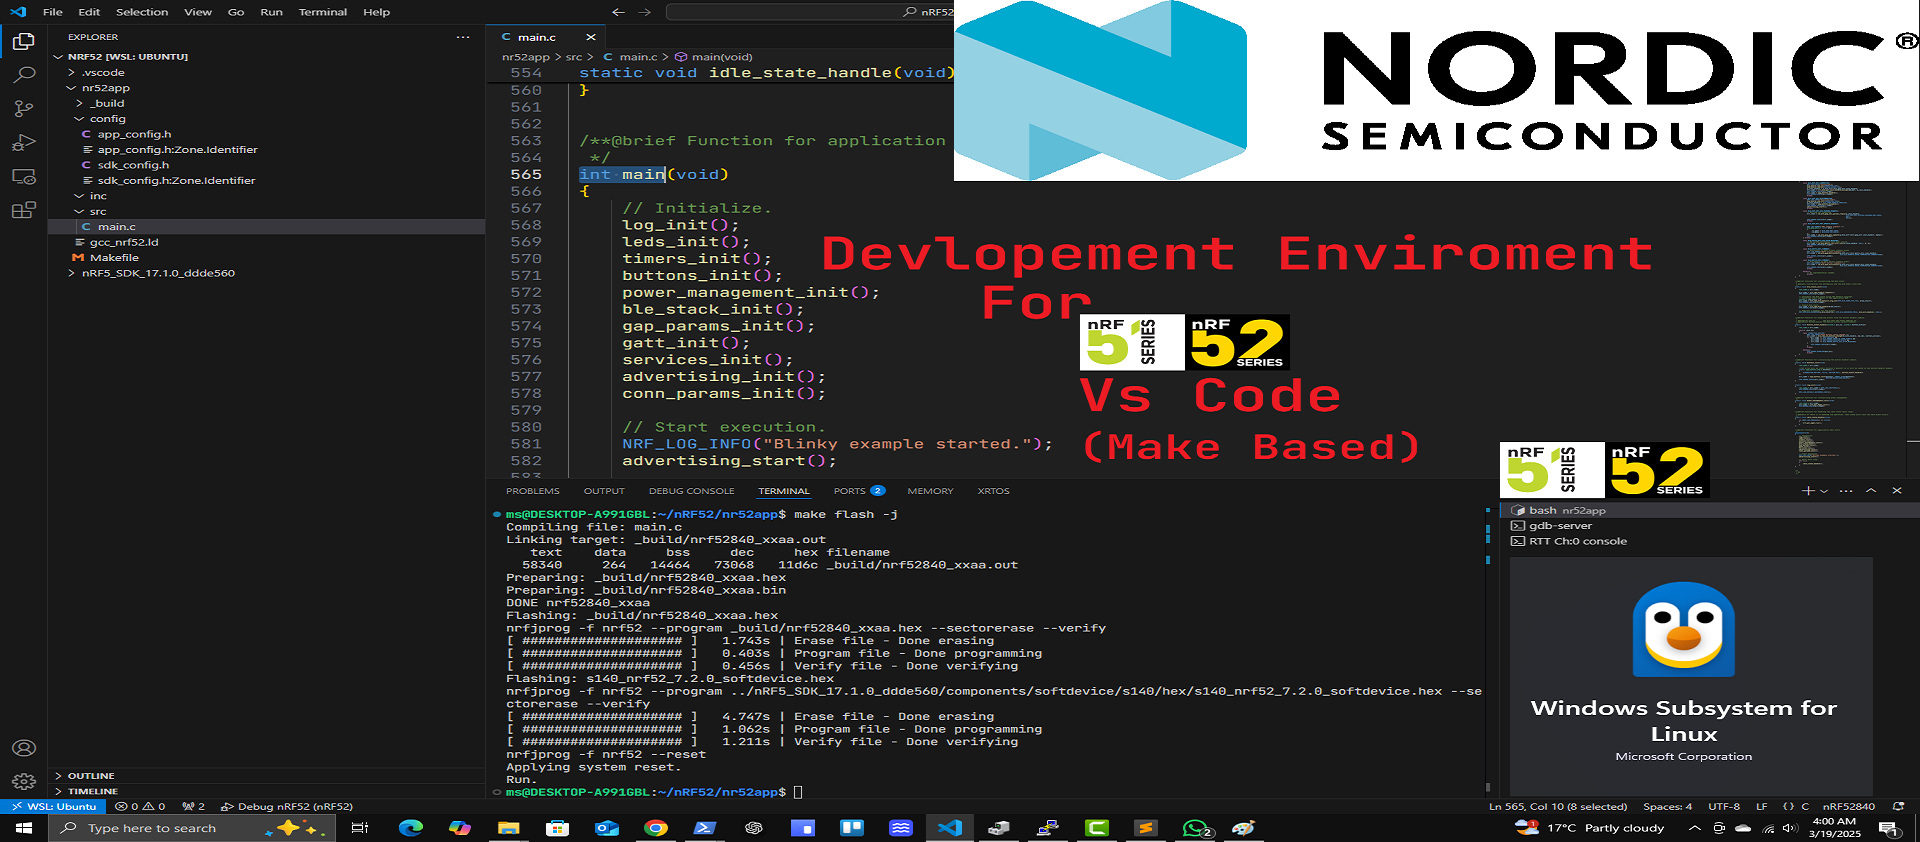 File Edit Selection View Go Run Terminal Help
nRF52
EXPLORER
NRF52 [WSL: UBUNTU]
.vscode
nr52app
_build
config
app_config.h
app_config.h:Zone.Identifier
sdk_config.h
sdk_config.h:Zone.Identifier
inc
src
main.c
gcc_nrf52.ld
Makefile
nRF5_SDK_17.1.0_ddde560
OUTLINE
TIMELINE
main.c
nr52app > src > C main.c > main(void)
554 static void idle_state_handle(void)
560 }
561
562
563 /**@brief Function for application
564 */
565 int main(void)
566 {
567 // Initialize.
568 log_init();
569 leds_init();
570 timers_init();
571 buttons_init();
572 power_management_init();
573 ble_stack_init();
574 gap_params_init();
575 gatt_init();
576 services_init();
577 advertising_init();
578 conn_params_init();
579
580 // Start execution.
581 NRF_LOG_INFO("Blinky example started.");
582 advertising_start();
583
NORDIC®
SEMICONDUCTOR
Devlopement Enviroment
For
nRF 5 SERIES
nRF 52 SERIES
Vs Code
(Make Based)
nRF 5 SERIES
nRF 52 SERIES
PROBLEMS OUTPUT DEBUG CONSOLE TERMINAL PORTS 2 MEMORY XRTOS
ms@DESKTOP-A991GBL:~/nRF52/nr52app$ make flash -j
Compiling file: main.c
Linking target: _build/nrf52840_xxaa.out
text data bss dec hex filename
58340 264 14464 73068 11d6c _build/nrf52840_xxaa.out
Preparing: _build/nrf52840_xxaa.hex
Preparing: _build/nrf52840_xxaa.bin
DONE nrf52840_xxaa
Flashing: _build/nrf52840_xxaa.hex
nrfjprog -f nrf52 --program _build/nrf52840_xxaa.hex --sectorerase --verify
[ #################### ] 1.743s | Erase file - Done erasing
[ #################### ] 0.403s | Program file - Done programming
[ #################### ] 0.456s | Verify file - Done verifying
Flashing: s140_nrf52_7.2.0_softdevice.hex
nrfjprog -f nrf52 --program ../nRF5_SDK_17.1.0_ddde560/components/softdevice/s140/hex/s140_nrf52_7.2.0_softdevice.hex --se
ctorerase --verify
[ #################### ] 4.747s | Erase file - Done erasing
[ #################### ] 1.062s | Program file - Done programming
[ #################### ] 1.211s | Verify file - Done verifying
nrfjprog -f nrf52 --reset
Applying system reset.
Run.
ms@DESKTOP-A991GBL:~/nRF52/nr52app$
bash nr52app
gdb-server
RTT Ch:0 console
Windows Subsystem for
Linux
Microsoft Corporation
WSL: Ubuntu 0 0 2 Debug nRF52 (nRF52)
Ln 565, Col 10 (8 selected) Spaces: 4 UTF-8 LF {} C nRF52840
Type here to search
2
1
17°C Partly cloudy
4:00 AM
3/19/2025
1